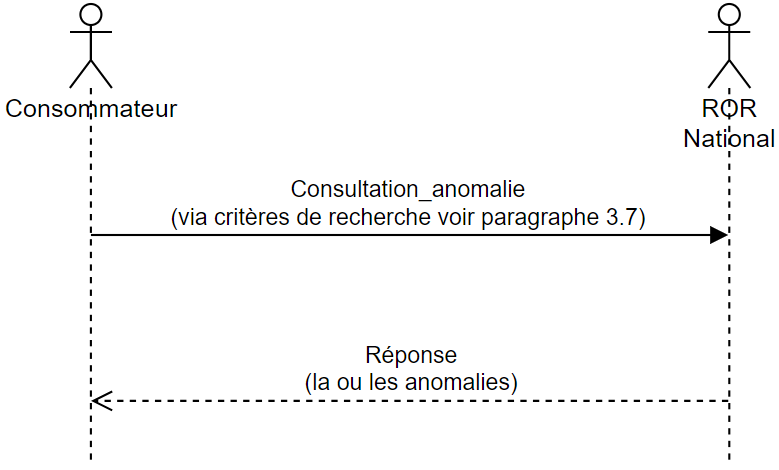 Consommateur
ROR
National
Consultation_anomalie
(via critères de recherche voir paragraphe 3.7)
Réponse
(la ou les anomalies)